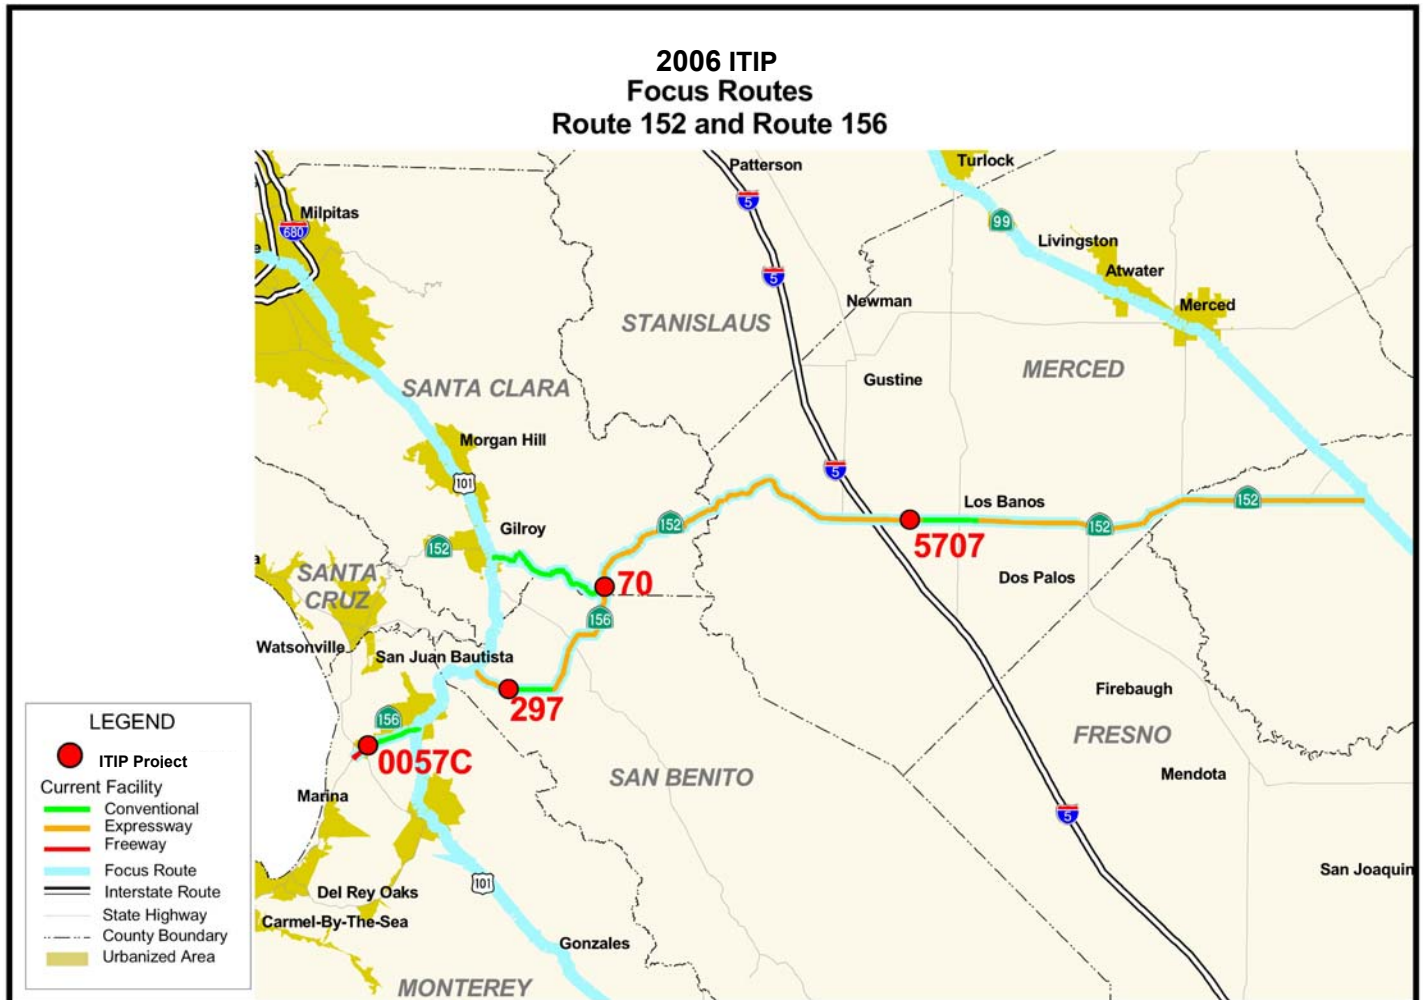 2006 ITIP
Focus Routes
Route 152 and Route 156
Patterson
Turlock
5
Milpitas
680
99
e
Livingston
5
Atwater
Newman
Merced
STANISLAUS
MERCED
Gustine
SANTA CLARA
Morgan Hill
5
101
Los Banos
152
152
Gilroy
152
152
5707
70
SANTA
CRUZ
a
Dos Palos
156
Watsonville
San Juan Bautista
Firebaugh
297
156
FRESNO
0057C
SAN BENITO
Mendota
Marina
5
San Joaquin
101
Del Rey Oaks
Carmel-By-The-Sea
Gonzales
MONTEREY
LEGEND
ITIP Project
Current Facility
Conventional
Expressway
Freeway
Focus Route
Interstate Route
State Highway
County Boundary
Urbanized Area